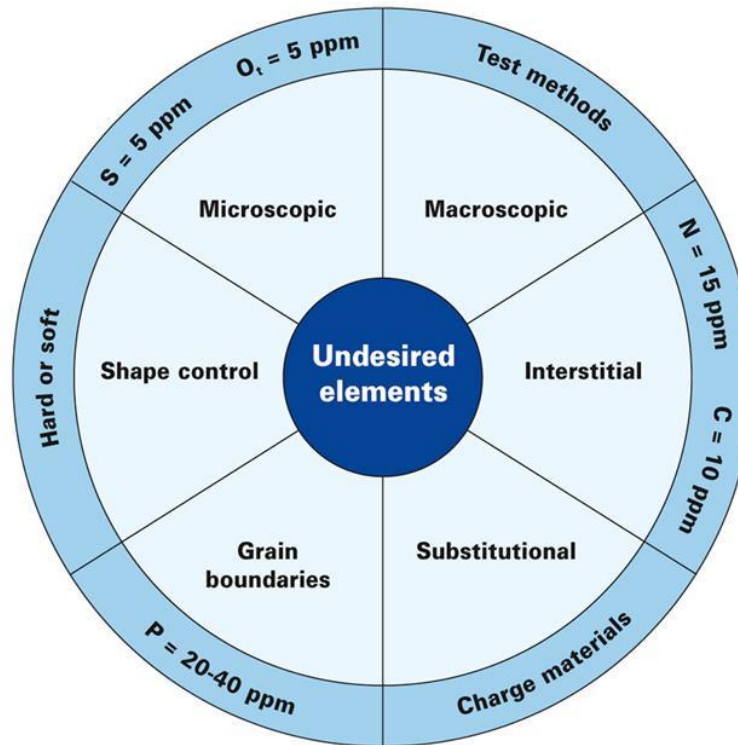 S = 5 ppm
Oₜ = 5 ppm
Test methods
Microscopic
Macroscopic
N = 15 ppm
Hard or soft
Shape control
Undesired
elements
Interstitial
C = 10 ppm
Grain
boundaries
Substitutional
P = 20-40 ppm
Charge materials